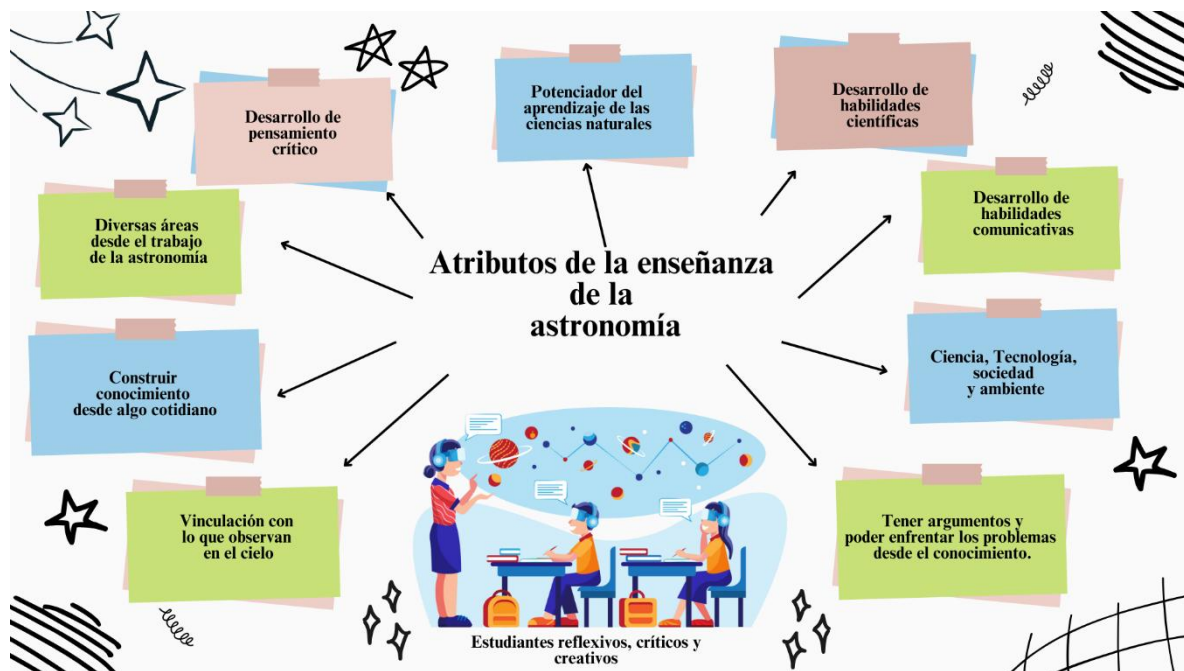 Desarrollo de
pensamiento
crítico
Potenciador del
aprendizaje de las
ciencias naturales
Desarrollo de
habilidades
científicas
Diversas áreas
desde el trabajo
de la astronomía
Desarrollo de
habilidades
comunicativas
Atributos de la enseñanza
de la
astronomía
Construir
conocimiento
desde algo cotidiano
Ciencia, Tecnología,
sociedad
y ambiente
Vinculación con
lo que observan
en el cielo
Tener argumentos y
poder enfrentar los problemas
desde el conocimiento.
Estudiantes reflexivos, críticos y
creativos